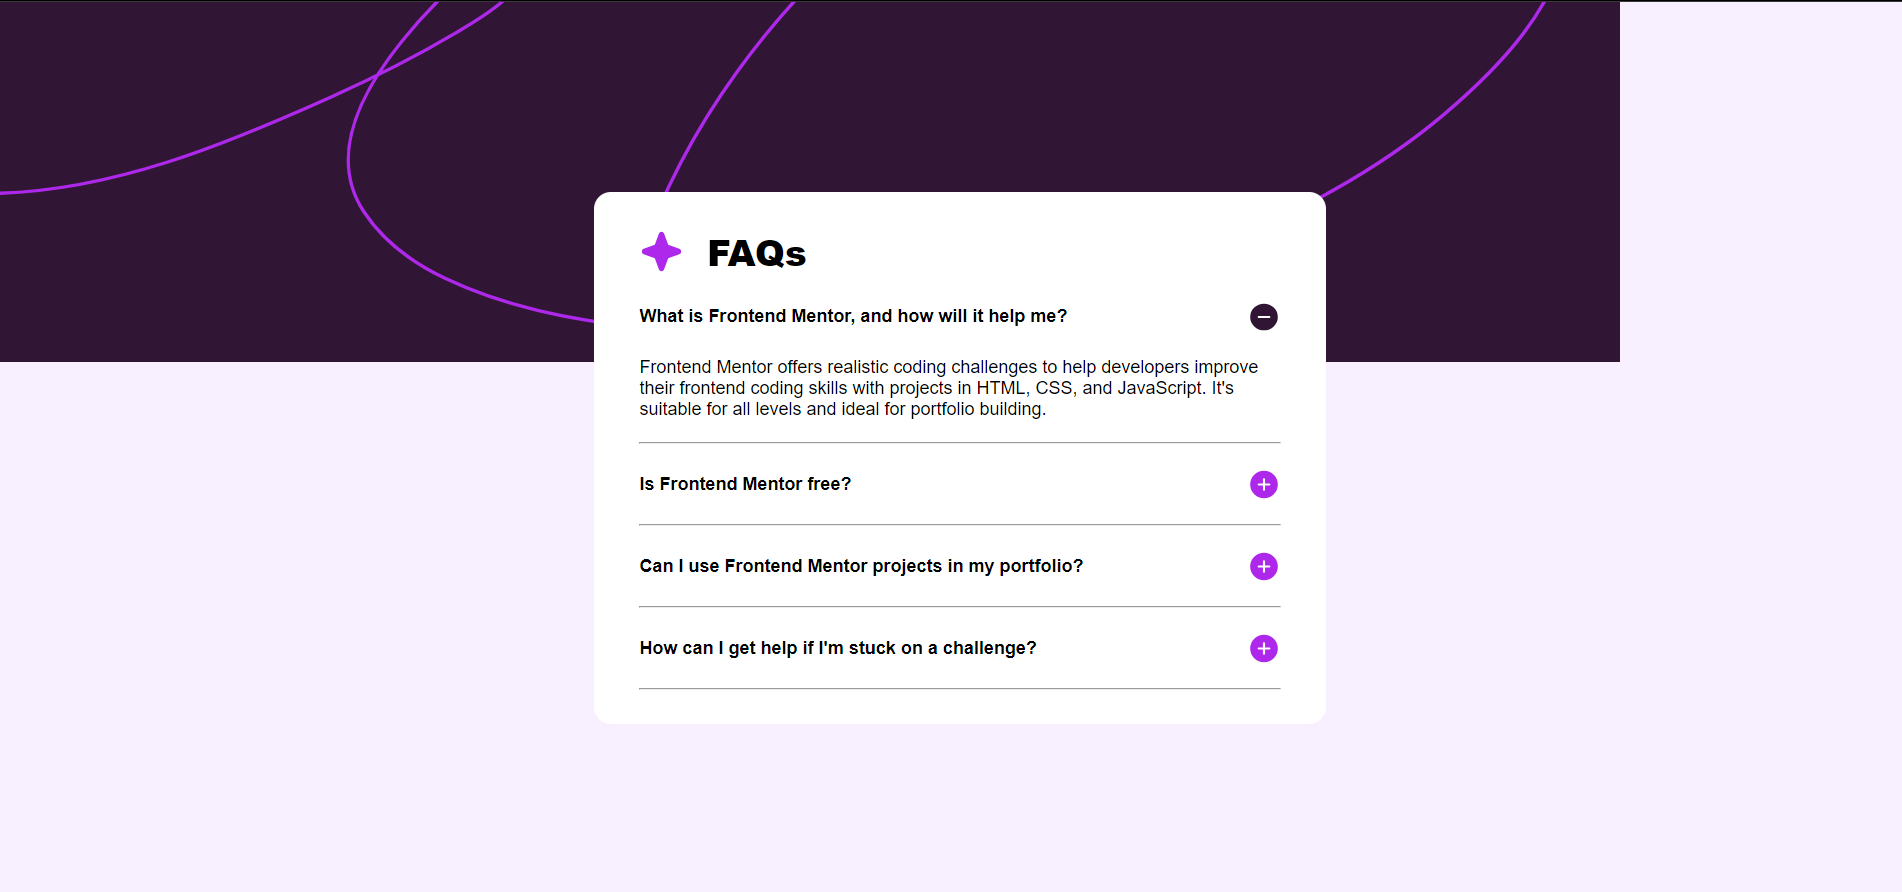 FAQs
What is Frontend Mentor, and how will it help me?
Frontend Mentor offers realistic coding challenges to help developers improve
their frontend coding skills with projects in HTML, CSS, and JavaScript. It's
suitable for all levels and ideal for portfolio building.
Is Frontend Mentor free?
Can I use Frontend Mentor projects in my portfolio?
How can I get help if I'm stuck on a challenge?